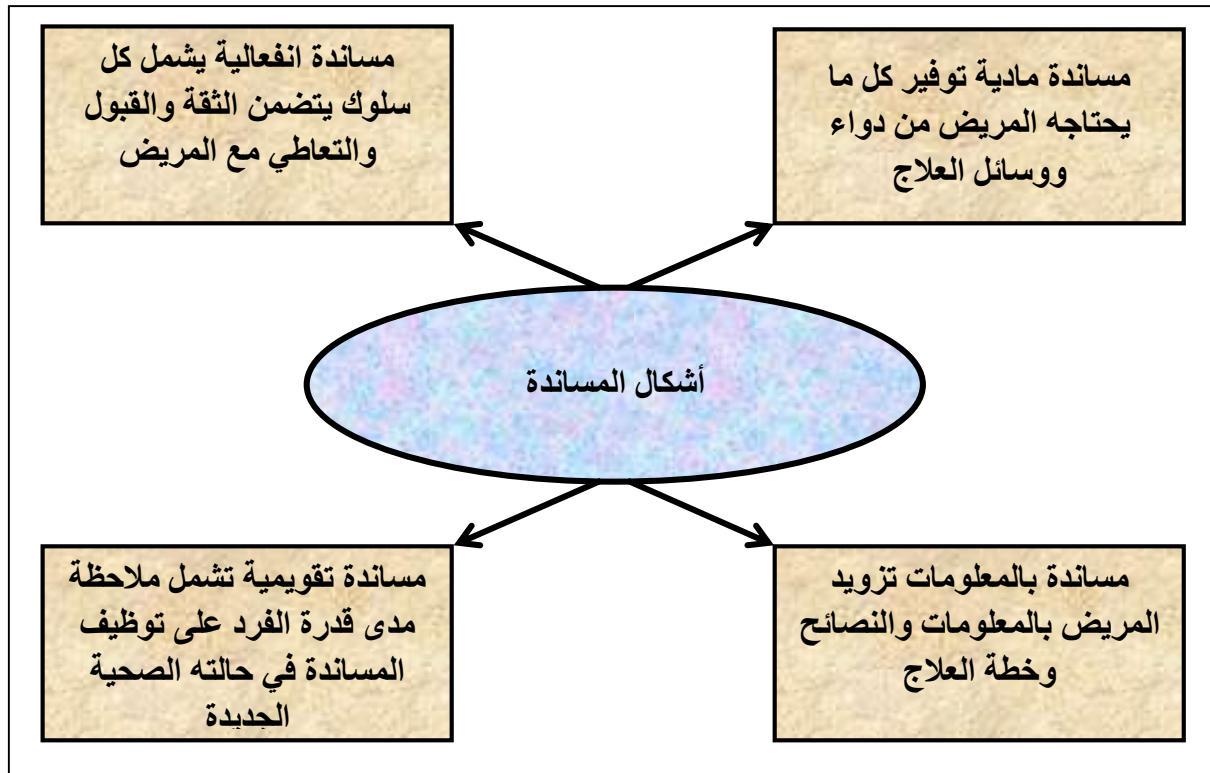 مساندة مادية توفير كل ما
يحتاجه المريض من دواء
ووسائل العلاج
مساندة انفعالية يشمل كل
سلوك يتضمن الثقة والقبول
والتعاطي مع المريض
أشكال المساندة
مساندة بالمعلومات تزويد
المريض بالمعلومات والنصائح
وخطة العلاج
مساندة تقويمية تشمل ملاحظة
مدى قدرة الفرد على توظيف
المساندة في حالته الصحية
الجديدة